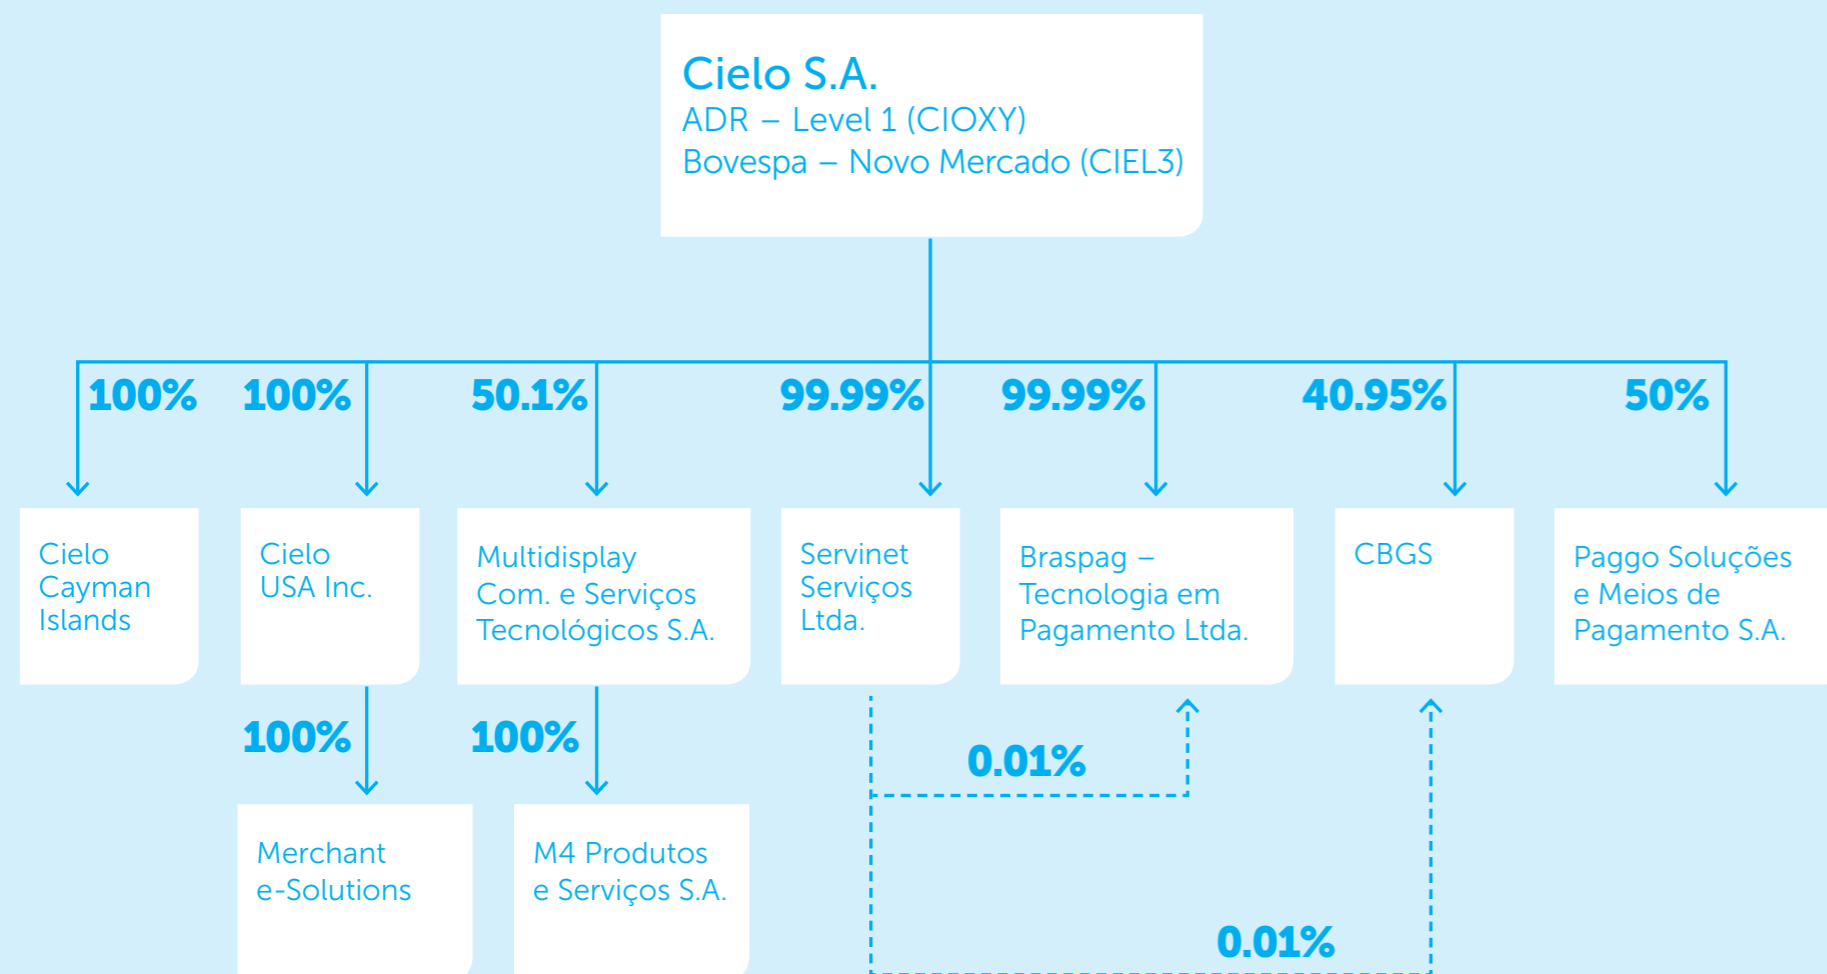 Cielo S.A.
ADR – Level 1 (CIOXY)
Bovespa – Novo Mercado (CIEL3)
100%
100%
50.1%
99.99%
99.99%
40.95%
50%
Cielo
Cayman
Islands
Cielo
USA Inc.
Multidisplay
Com. e Serviços
Tecnológicos S.A.
Servinet
Serviços
Ltda.
Braspag –
Tecnologia em
Pagamento Ltda.
CBGS
Paggo Soluções
e Meios de
Pagamento S.A.
100%
100%
0.01%
Merchant
e-Solutions
M4 Produtos
e Serviços S.A.
0.01%